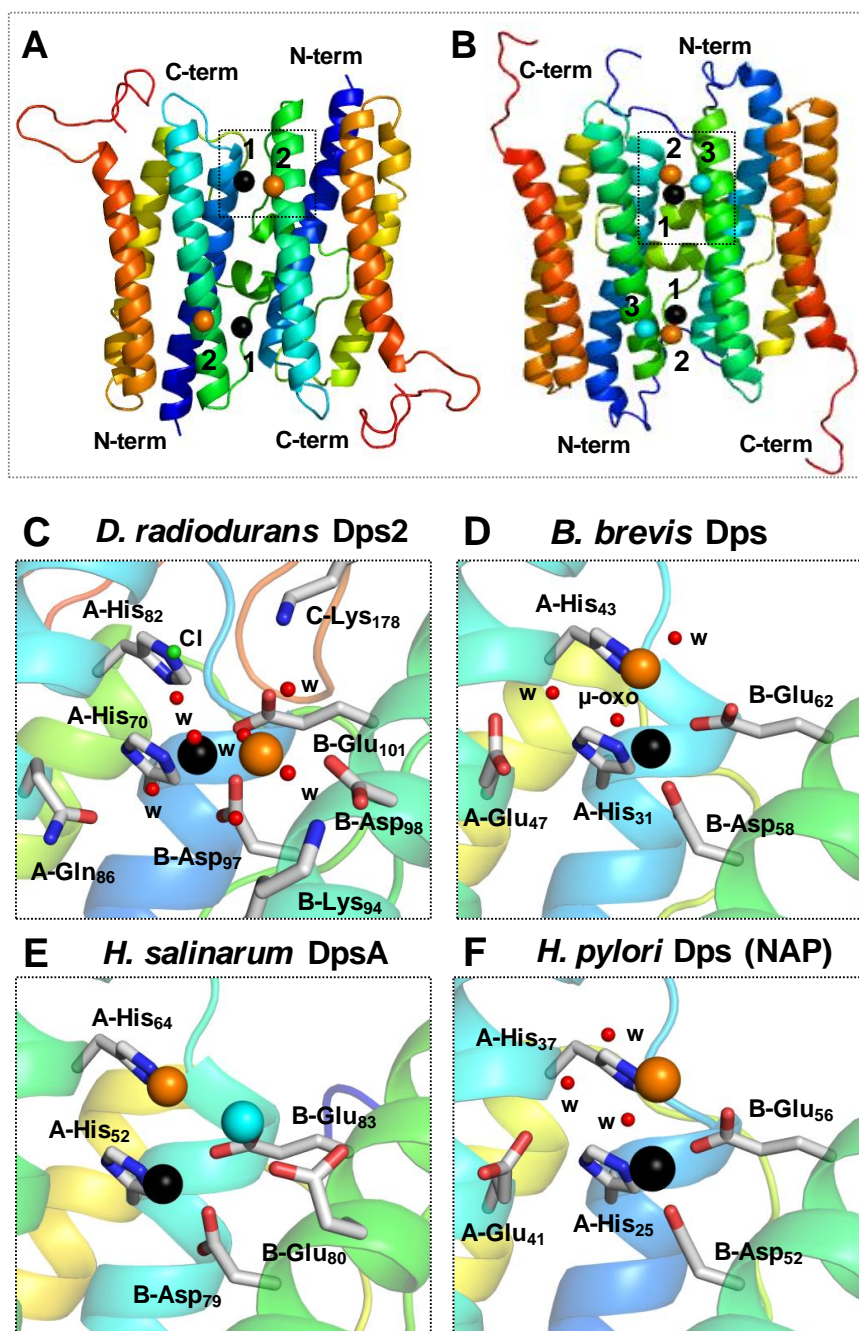 A
B
N-term
N-term
C-term
C-term
1
2
2
3
1
1
3
2
1
2
N-term
C-term
N-term
C-term
C D. radiodurans Dps2
D B. brevis Dps
A-His82
Cl
C-Lys178
w
w
A-His70
w
w
B-Glu101
w
B-Asp98
A-Gln86
B-Asp97
B-Lys94
A-His43
w
w
μ-oxo
B-Glu62
A-Glu47
A-His31
B-Asp58
E H. salinarum DpsA
F H. pylori Dps (NAP)
A-His64
B-Glu83
A-His52
B-Glu80
B-Asp79
A-His37
w
w
w
B-Glu56
A-Glu41
A-His25
B-Asp52